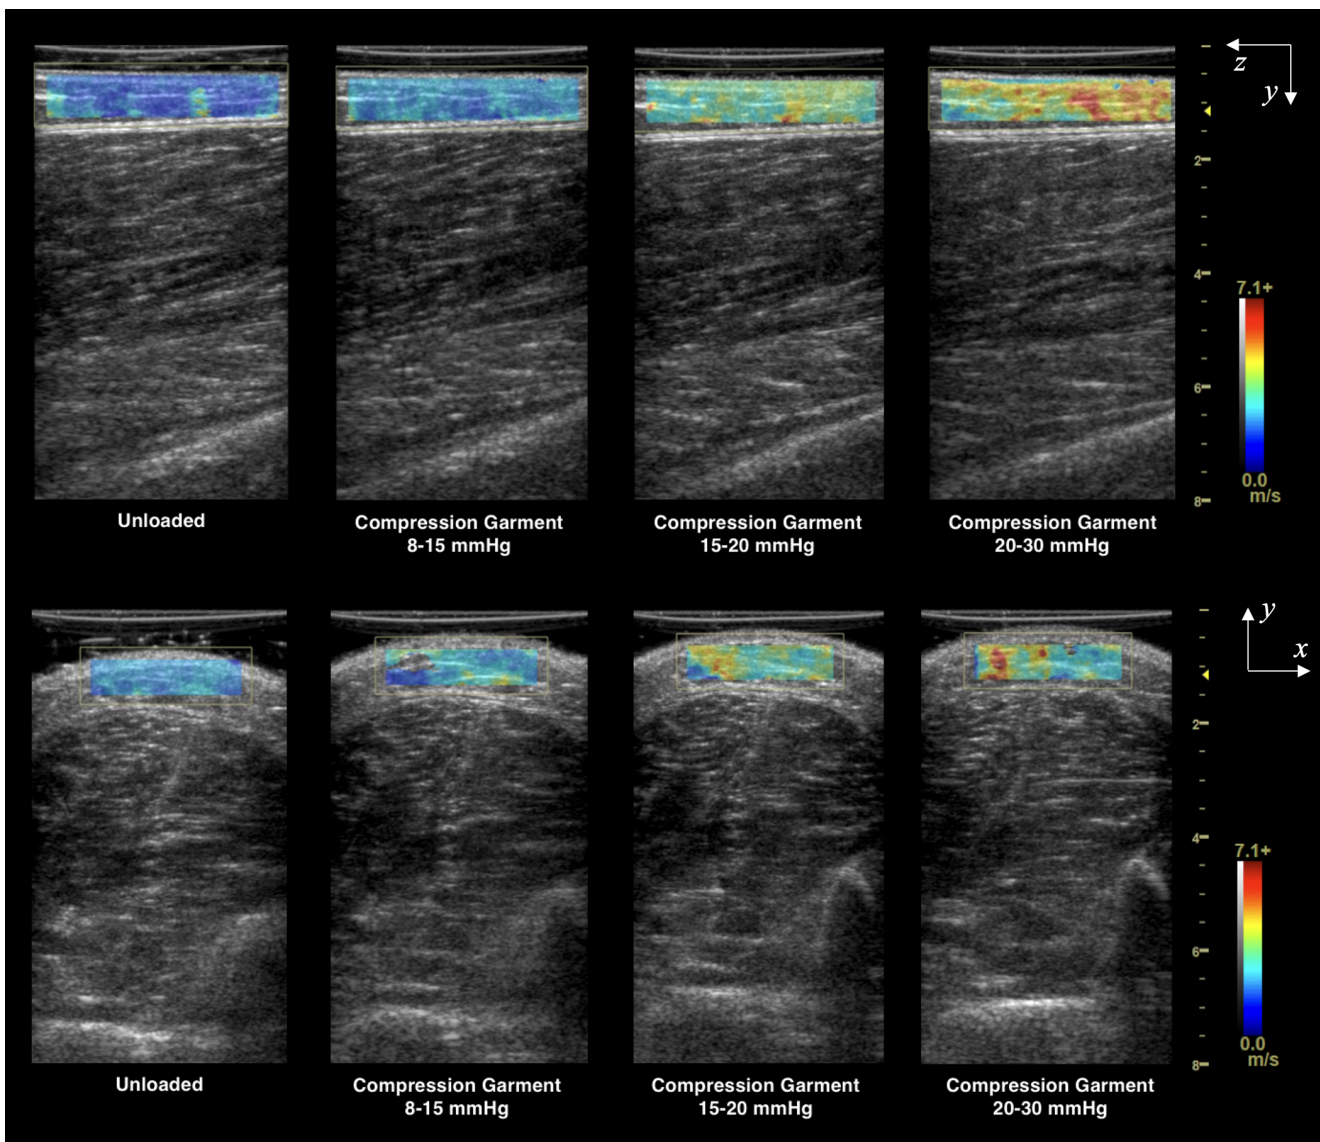 z
y
2
4
6
8
7.1+
0.0
m/s
Unloaded
Compression Garment
8-15 mmHg
Compression Garment
15-20 mmHg
Compression Garment
20-30 mmHg
y
x
2
4
6
8
7.1+
0.0
m/s
Unloaded
Compression Garment
8-15 mmHg
Compression Garment
15-20 mmHg
Compression Garment
20-30 mmHg